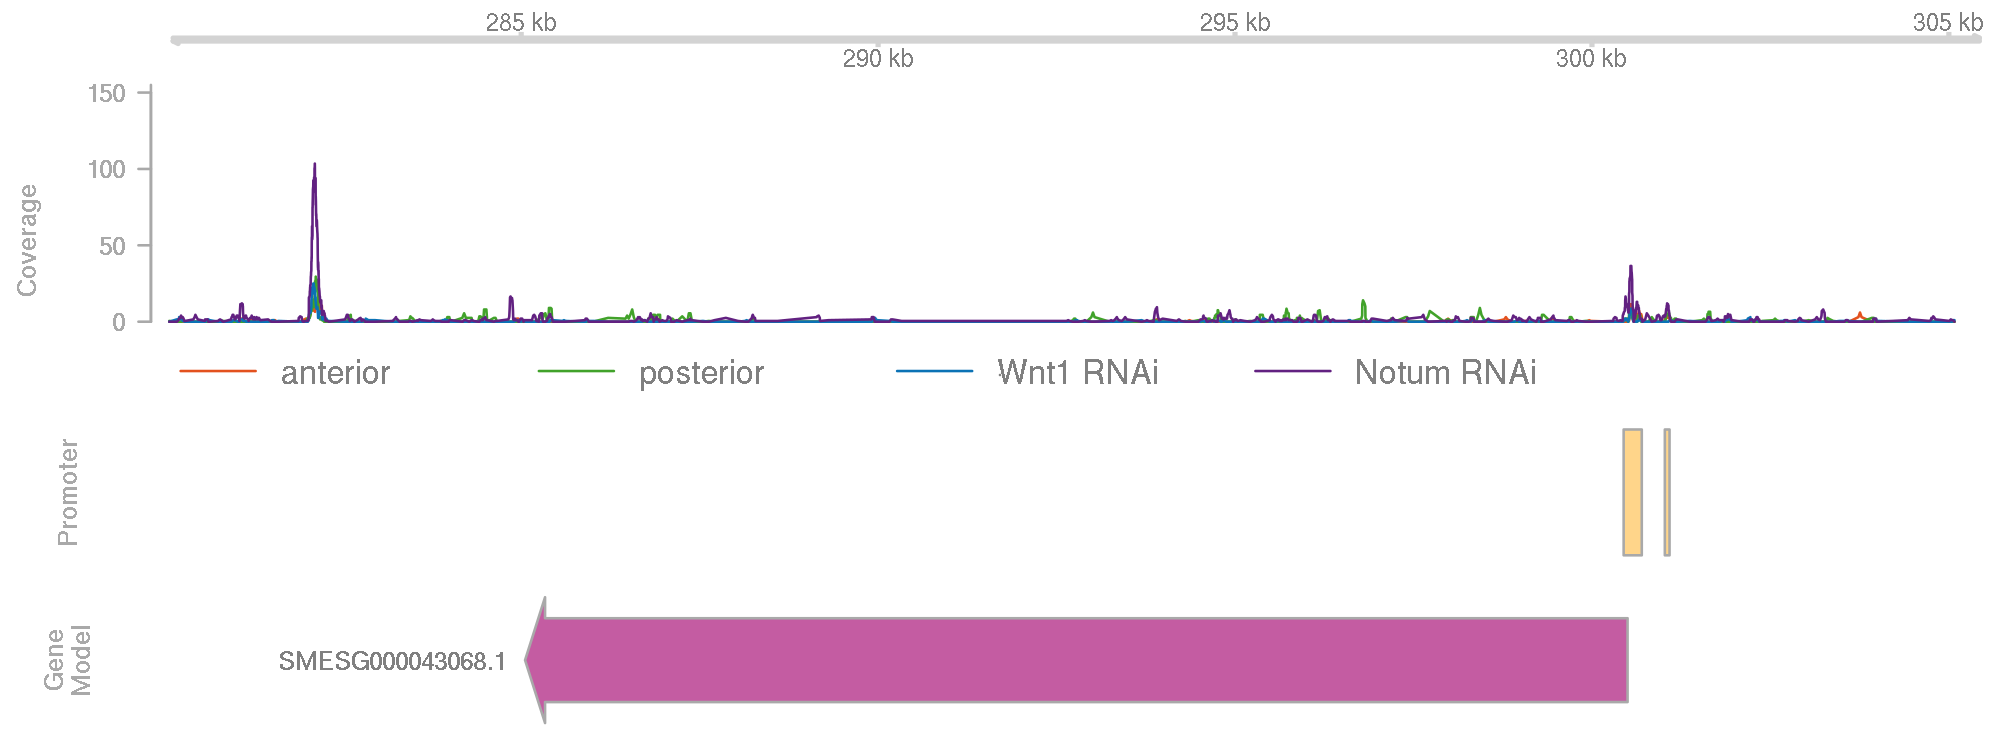 285 kb 295 kb 305 kb
290 kb 300 kb
150
100
50
0
Coverage
anterior posterior Wnt1 RNAi Notum RNAi
Promoter
SMESG000043068.1
Gene
Model